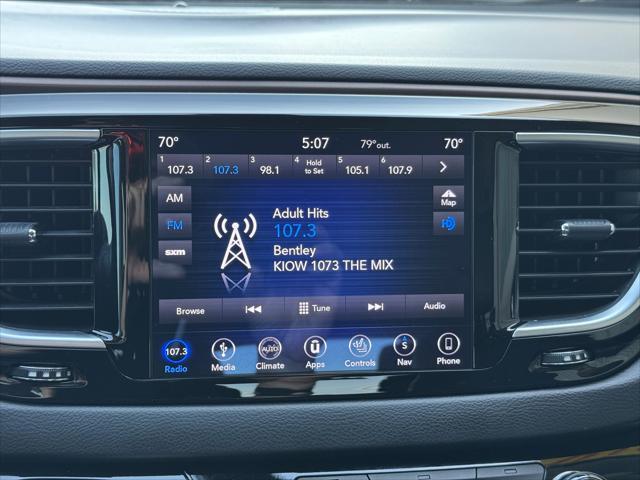 70° 5:07 79° out. 70°
1 107.3 2 107.3 3 98.1 4 Hold to Set 5 105.1 6 107.9
AM
Map
FM
HD
sxm
Adult Hits
107.3
Bentley
KIOW 1073 THE MIX
Browse Tune Audio
107.3 AUTO S
Radio Media Climate Apps Controls Nav Phone